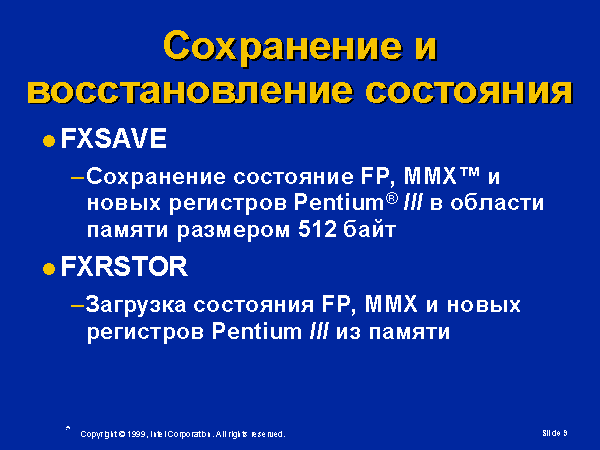 Сохранение и
восстановление состояния
● FXSAVE
–Сохранение состояние FP, MMX™ и
новых регистров Pentium® III в области
памяти размером 512 байт
● FXRSTOR
–Загрузка состояния FP, MMX и новых
регистров Pentium III из памяти
* Copyright © 1999, Intel Corporation. All rights reserved.
Slide 9